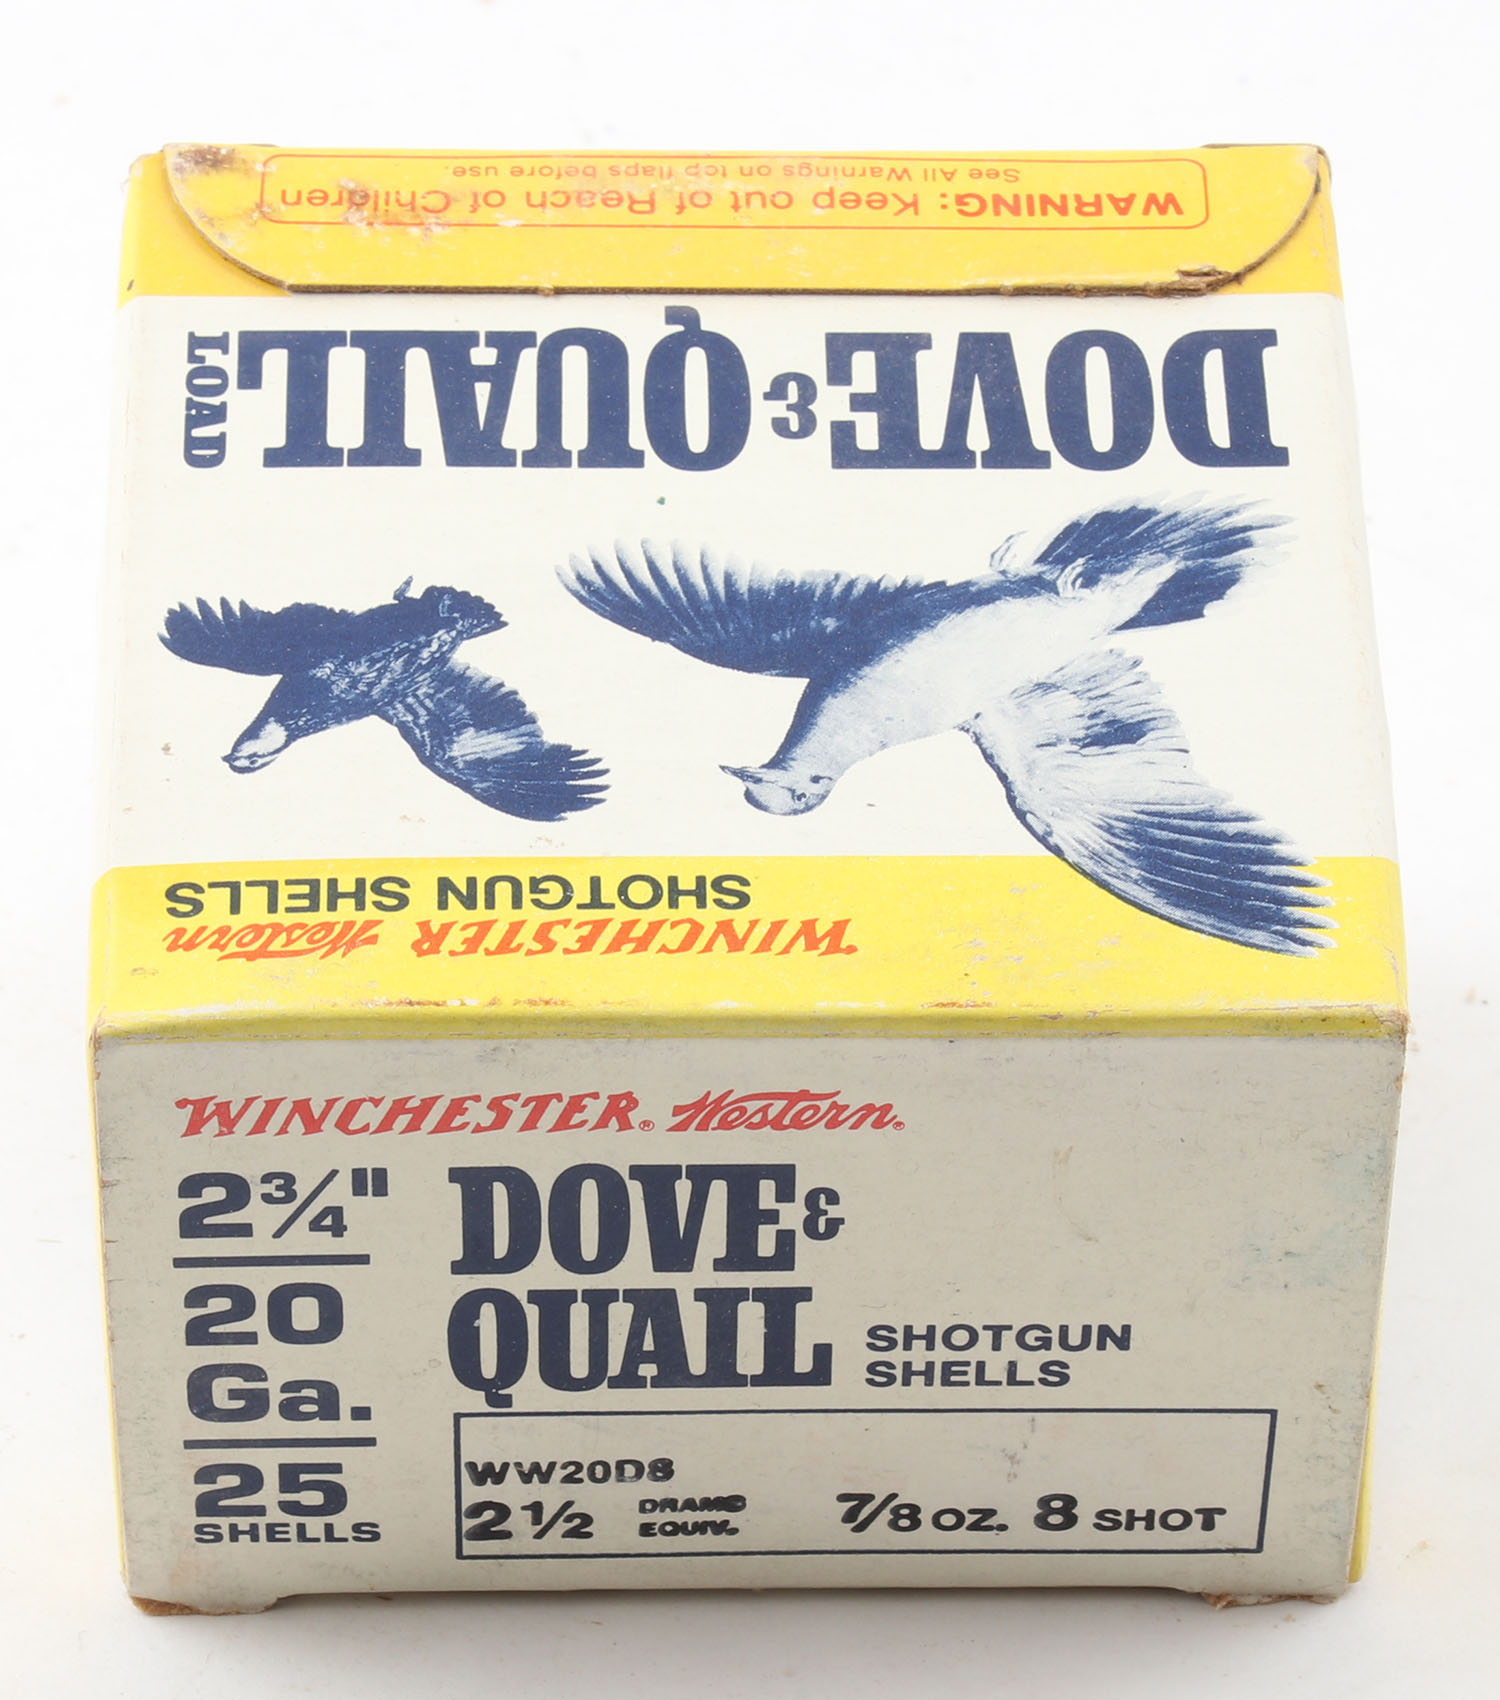 WARNING: Keep out of Reach of Children
See All Warnings on top flaps before use.
DOVE & QUAIL LOAD
WINCHESTER Western
SHOTGUN SHELLS
WINCHESTER® Western®
2 3/4"
20
Ga.
25
SHELLS
DOVE &
QUAIL
SHOTGUN
SHELLS
WW20D8
2 1/2 DRAMS EQUIV. 7/8 OZ. 8 SHOT